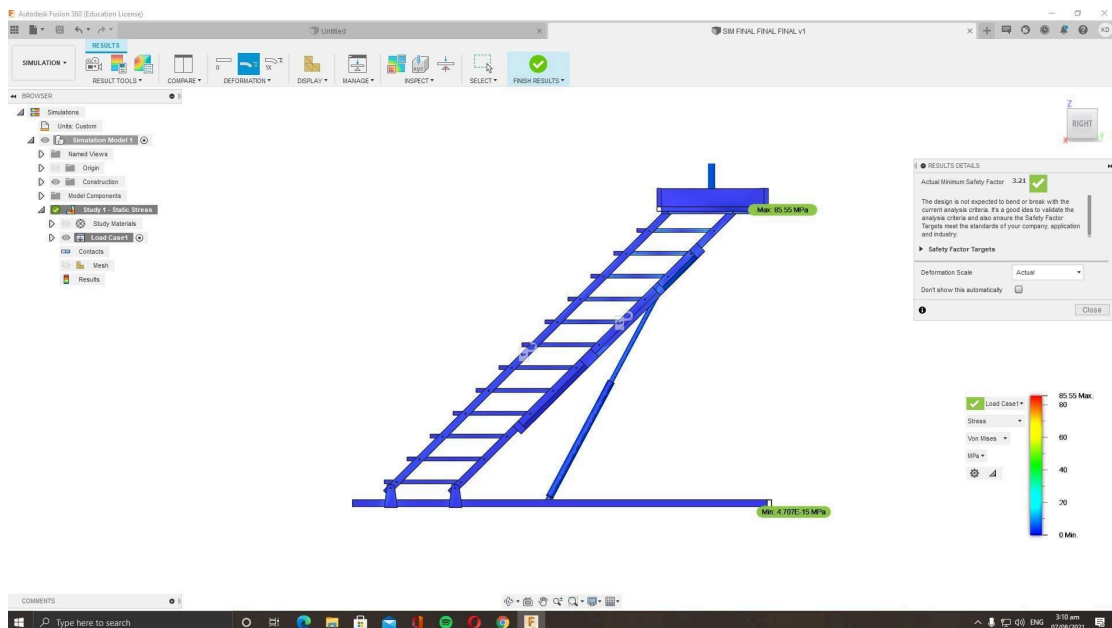 Autodesk Fusion 360 (Education License)
Untitled
SIM FINAL FINAL FINAL v1
KD
RESULTS
SIMULATION
RESULT TOOLS
COMPARE
DEFORMATION
DISPLAY
MANAGE
INSPECT
SELECT
FINISH RESULTS
BROWSER
Simulations
Units: Custom
Simulation Model 1
Named Views
Origin
Construction
Model Components
Study 1 - Static Stress
Study Materials
Load Case1
Contacts
Mesh
Results
Z
RIGHT
X
Y
Max: 85.55 MPa
Min: 4.707E-15 MPa
RESULTS DETAILS
Actual Minimum Safety Factor 3.21
The design is not expected to bend or break with the
current analysis criteria. It's a good idea to validate the
analysis criteria and also ensure the Safety Factor
Targets meet the standards of your company, application
and industry.
Safety Factor Targets
Deformation Scale Actual
Don't show this automatically
Close
Load Case1
Stress
Von Mises
MPa
85.55 Max.
80
60
40
20
0 Min.
COMMENTS
Type here to search
ENG
3:10 am
07/08/2021